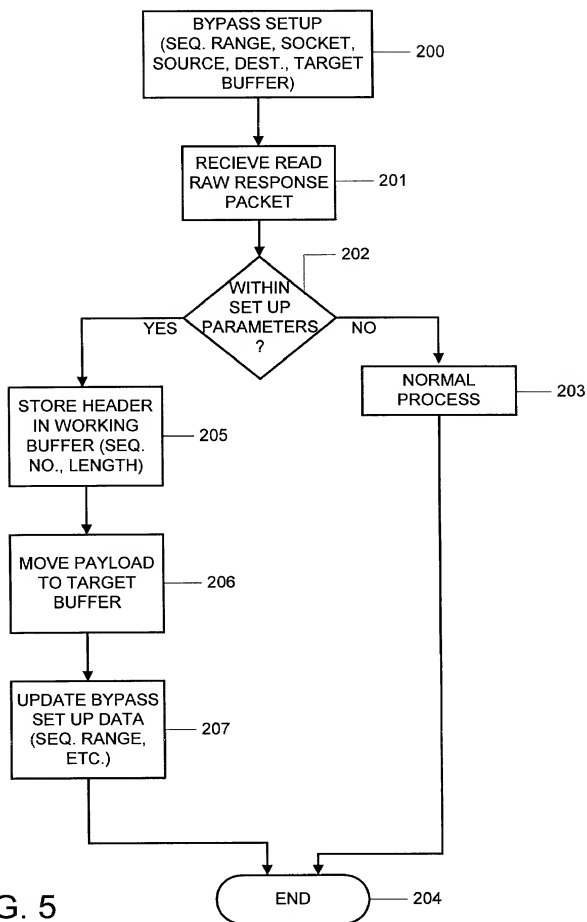 BYPASS SETUP
(SEQ. RANGE, SOCKET,
SOURCE, DEST., TARGET
BUFFER)
200
RECIEVE READ
RAW RESPONSE
PACKET
201
202
WITHIN
SET UP
PARAMETERS
?
YES
NO
NORMAL
PROCESS
203
STORE HEADER
IN WORKING
BUFFER (SEQ.
NO., LENGTH)
205
MOVE PAYLOAD
TO TARGET
BUFFER
206
UPDATE BYPASS
SET UP DATA
(SEQ. RANGE,
ETC.)
207
END
204
G. 5